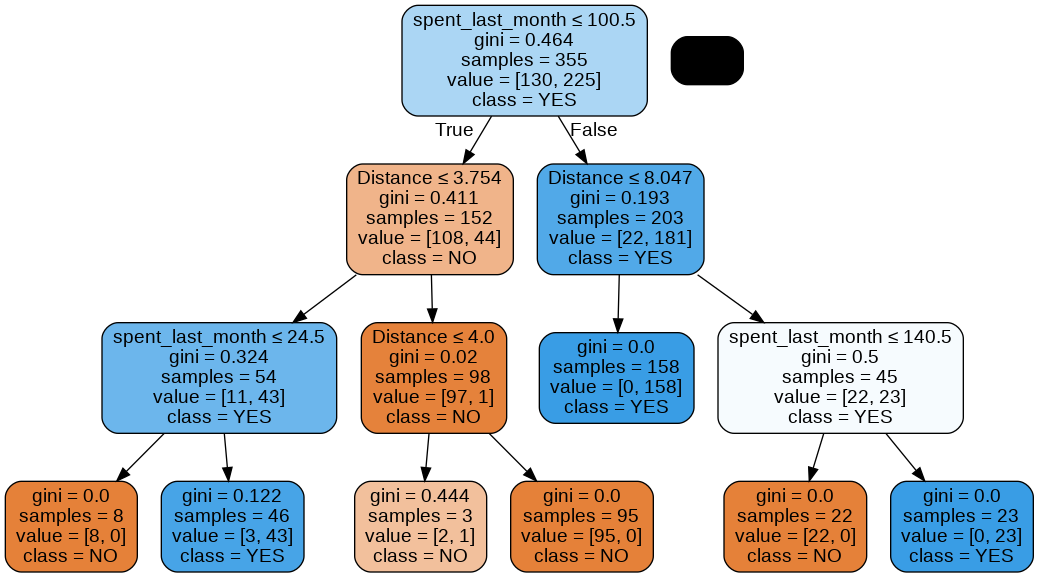 spent_last_month ≤ 100.5
gini = 0.464
samples = 355
value = [130, 225]
class = YES
True
False
Distance ≤ 3.754
gini = 0.411
samples = 152
value = [108, 44]
class = NO
Distance ≤ 8.047
gini = 0.193
samples = 203
value = [22, 181]
class = YES
spent_last_month ≤ 24.5
gini = 0.324
samples = 54
value = [11, 43]
class = YES
Distance ≤ 4.0
gini = 0.02
samples = 98
value = [97, 1]
class = NO
gini = 0.0
samples = 158
value = [0, 158]
class = YES
spent_last_month ≤ 140.5
gini = 0.5
samples = 45
value = [22, 23]
class = YES
gini = 0.0
samples = 8
value = [8, 0]
class = NO
gini = 0.122
samples = 46
value = [3, 43]
class = YES
gini = 0.444
samples = 3
value = [2, 1]
class = NO
gini = 0.0
samples = 95
value = [95, 0]
class = NO
gini = 0.0
samples = 22
value = [22, 0]
class = NO
gini = 0.0
samples = 23
value = [0, 23]
class = YES